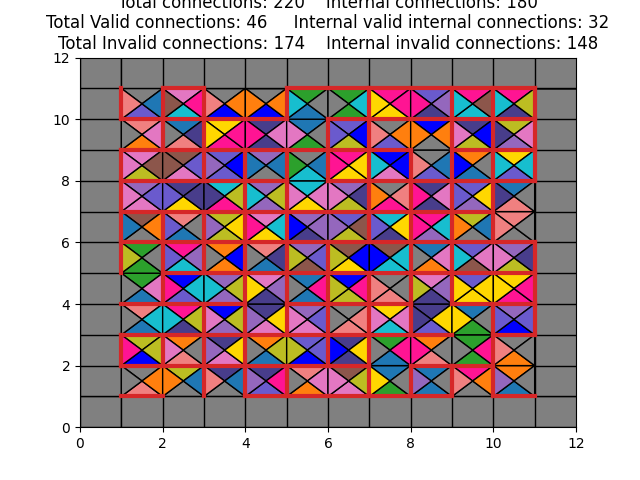 Total connections: 220    Internal connections: 180
Total Valid connections: 46    Internal valid internal connections: 32
Total Invalid connections: 174    Internal invalid connections: 148
12
10
8
6
4
2
0
0 2 4 6 8 10 12